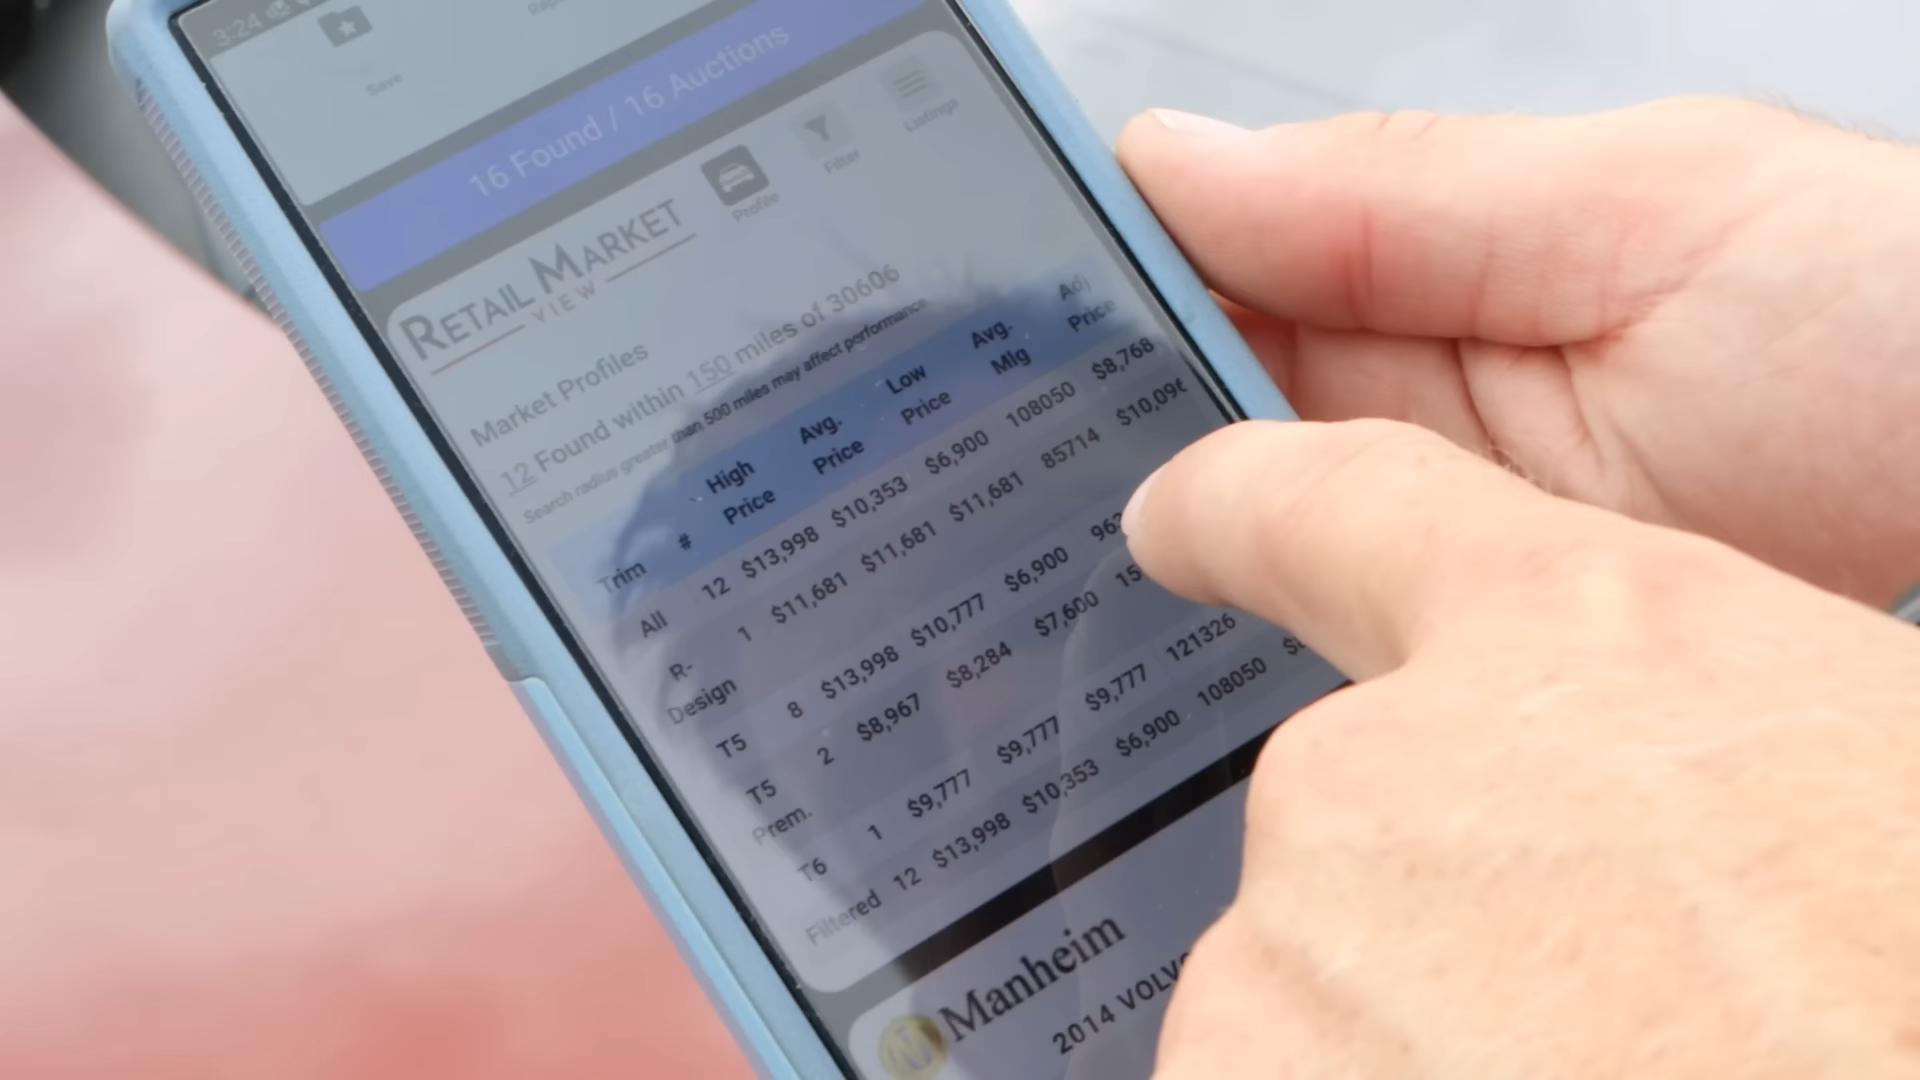 3:24
Save
16 Found / 16 Auctions
RETAIL MARKET
VIEW
Profile
Filter
Listings
Market Profiles
12 Found within 150 miles of 30606
Search radius greater than 500 miles may affect performance.
Trim # High Price Avg. Price Low Price Avg. Mlg Adj Price
All 12 $13,998 $10,353 $6,900 108050 $8,768
R-Design 1 $11,681 $11,681 $11,681 85714
T5 8 $13,998 $10,777 $6,900
T5 Prem. 2 $8,967 $8,284 $7,600
T6 1 $9,777 $9,777 $9,777 121326
Filtered 12 $13,998 $10,353 $6,900 108050
Manheim
2014